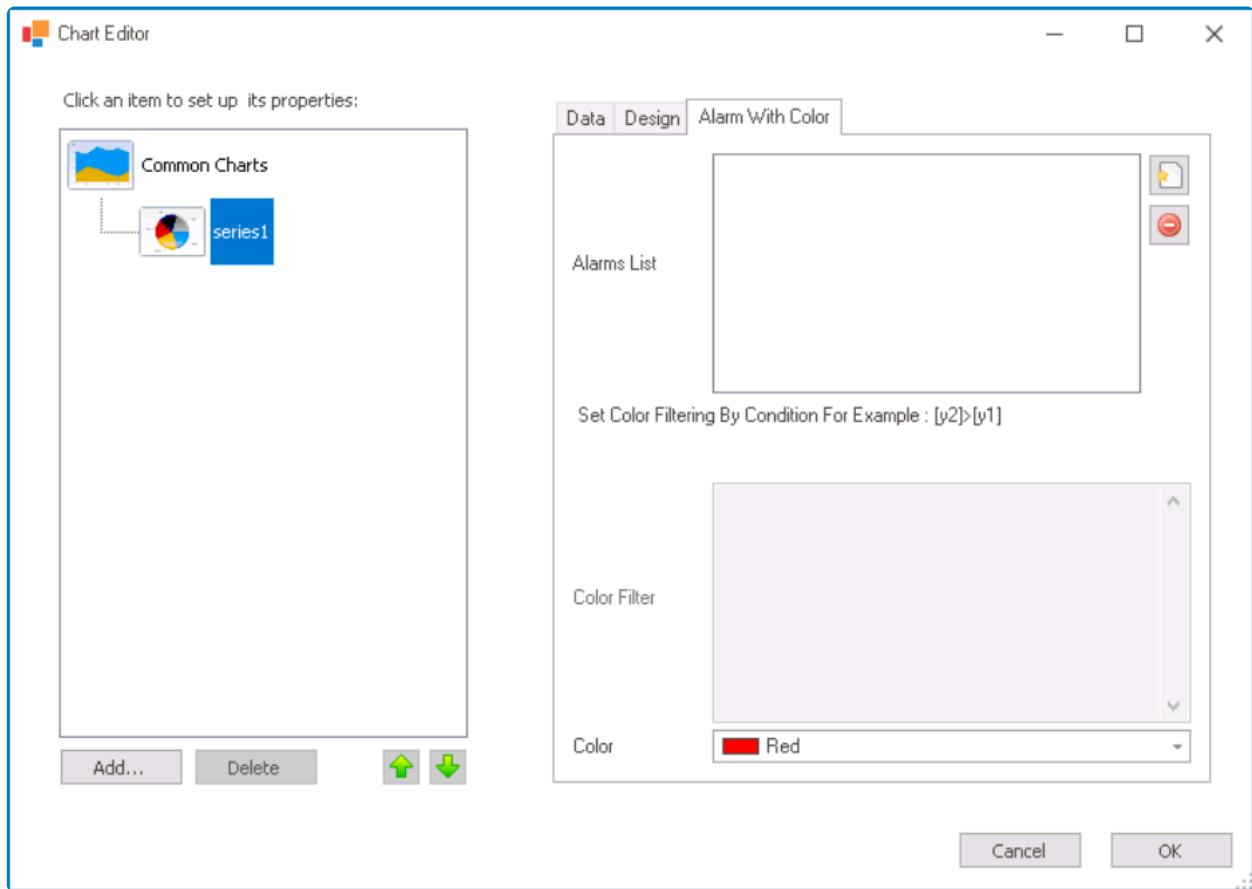 Chart Editor
Click an item to set up its properties:
Common Charts
series1
Add...
Delete
Data
Design
Alarm With Color
Alarms List
Set Color Filtering By Condition For Example : [y2]>[y1]
Color Filter
Color
Red
Cancel
OK